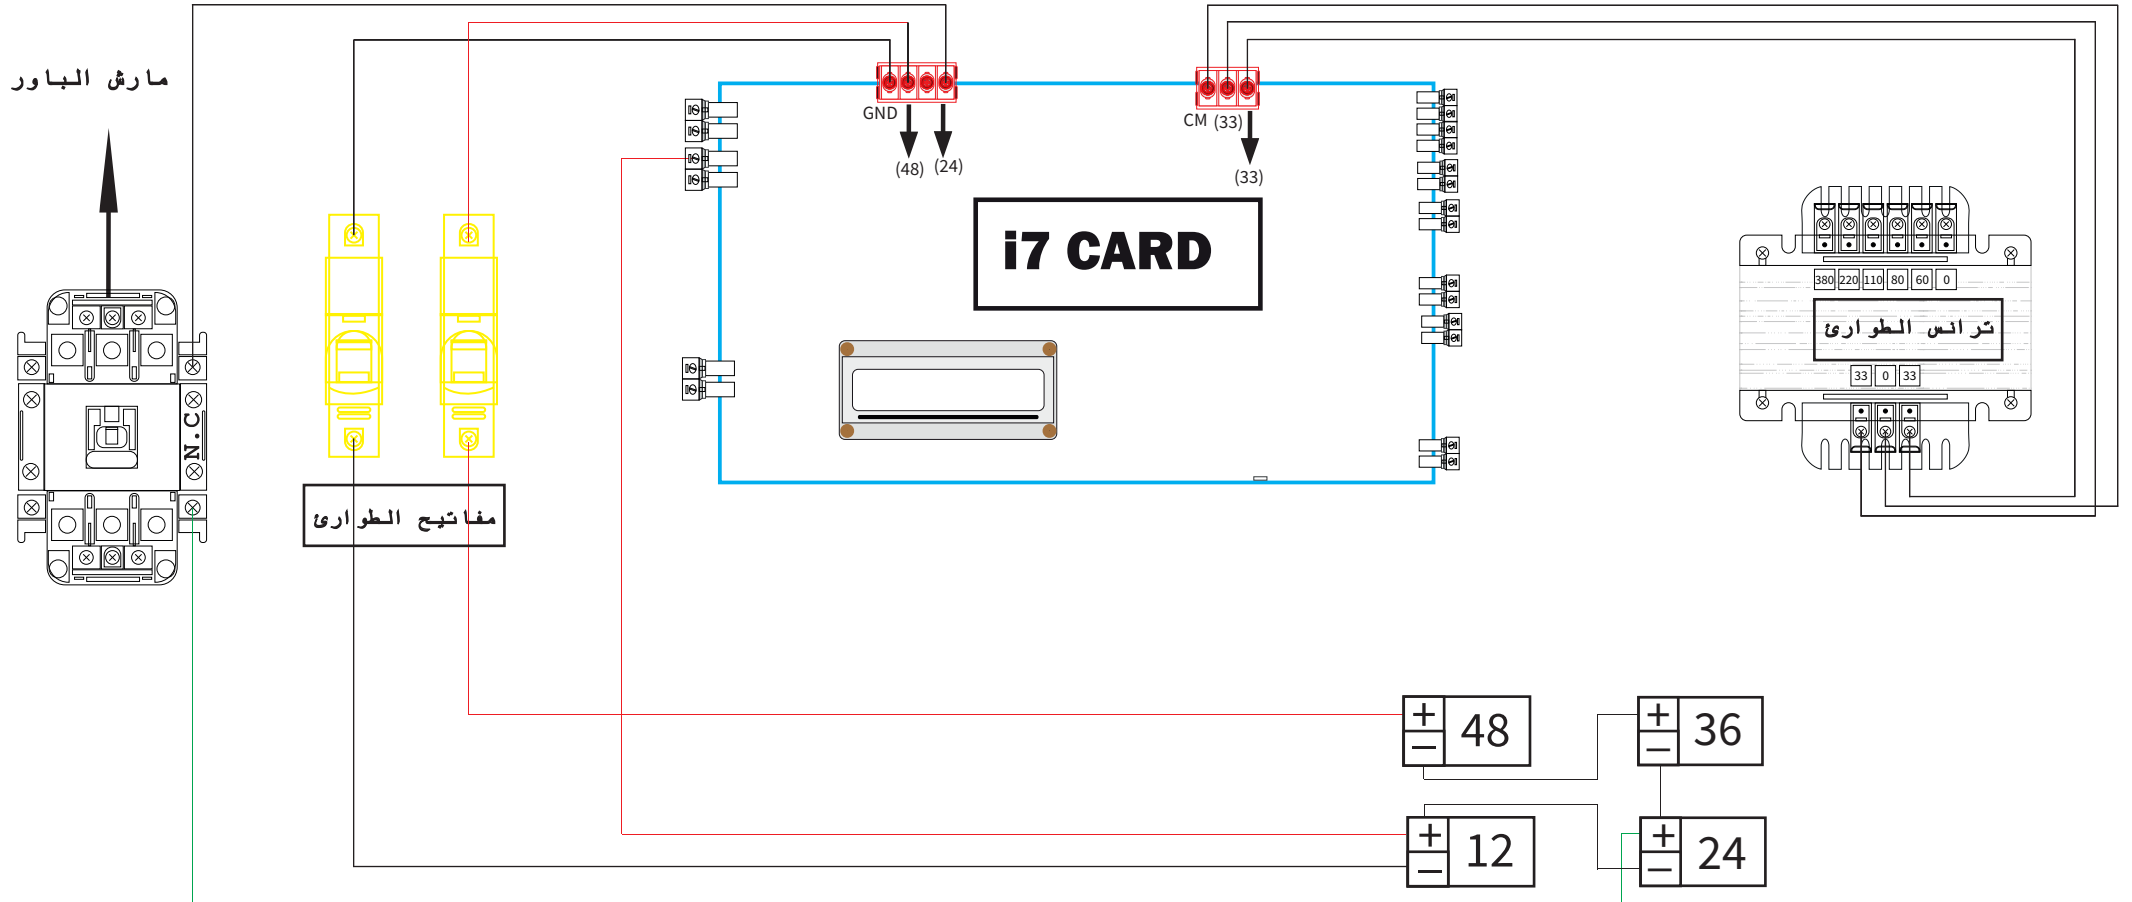 مارش الباور
GND
(48)
(24)
CM
(33)
(33)
i7 CARD
380 220 110 80 60 0
ترانس الطوارئ
33 0 33
N.C
مفاتيح الطوارئ
+
−
48
+
−
36
+
−
12
+
−
24